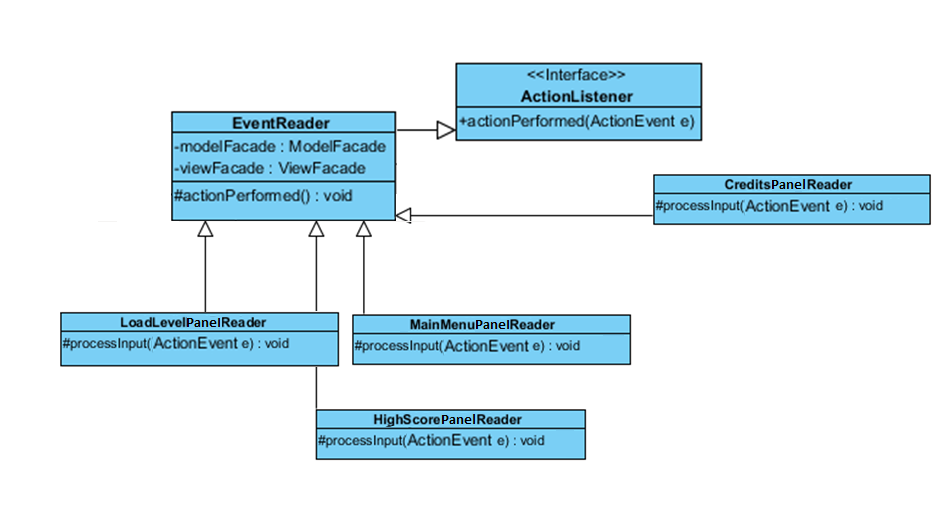 <<Interface>>
ActionListener
+actionPerformed(ActionEvent e)
EventReader
-modelFacade : ModelFacade
-viewFacade : ViewFacade
#actionPerformed() : void
CreditsPanelReader
#processInput(ActionEvent e) : void
LoadLevelPanelReader
#processInput(ActionEvent e) : void
MainMenuPanelReader
#processInput(ActionEvent e) : void
HighScorePanelReader
#processInput(ActionEvent e) : void